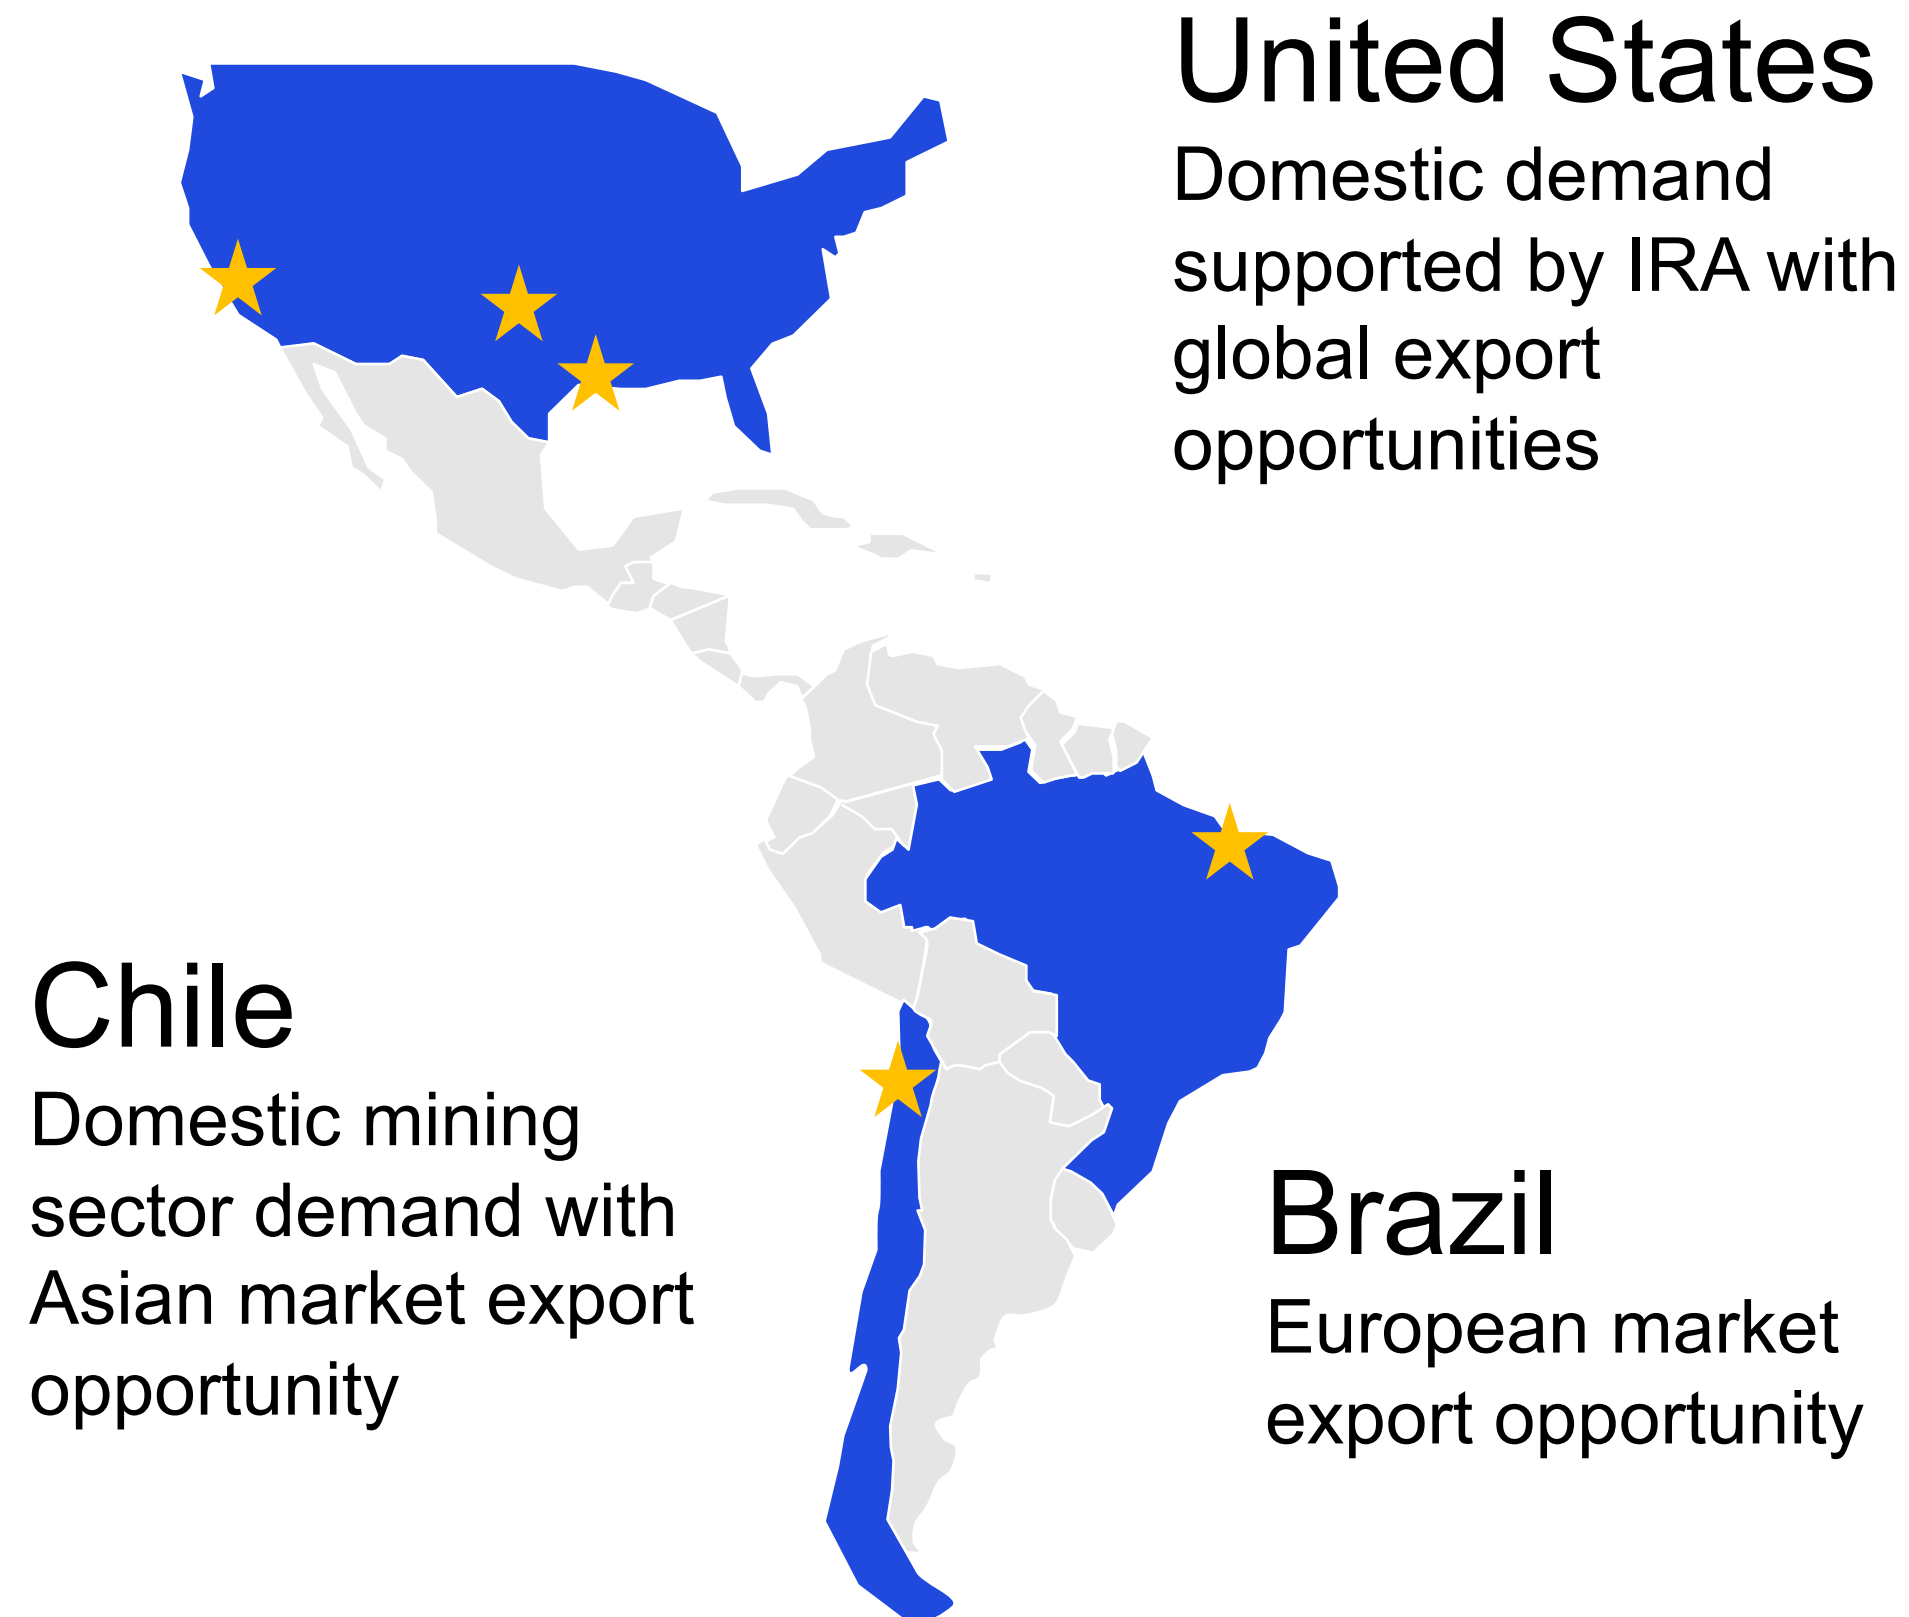 United States
Domestic demand
supported by IRA with
global export
opportunities
Chile
Domestic mining
sector demand with
Asian market export
opportunity
Brazil
European market
export opportunity